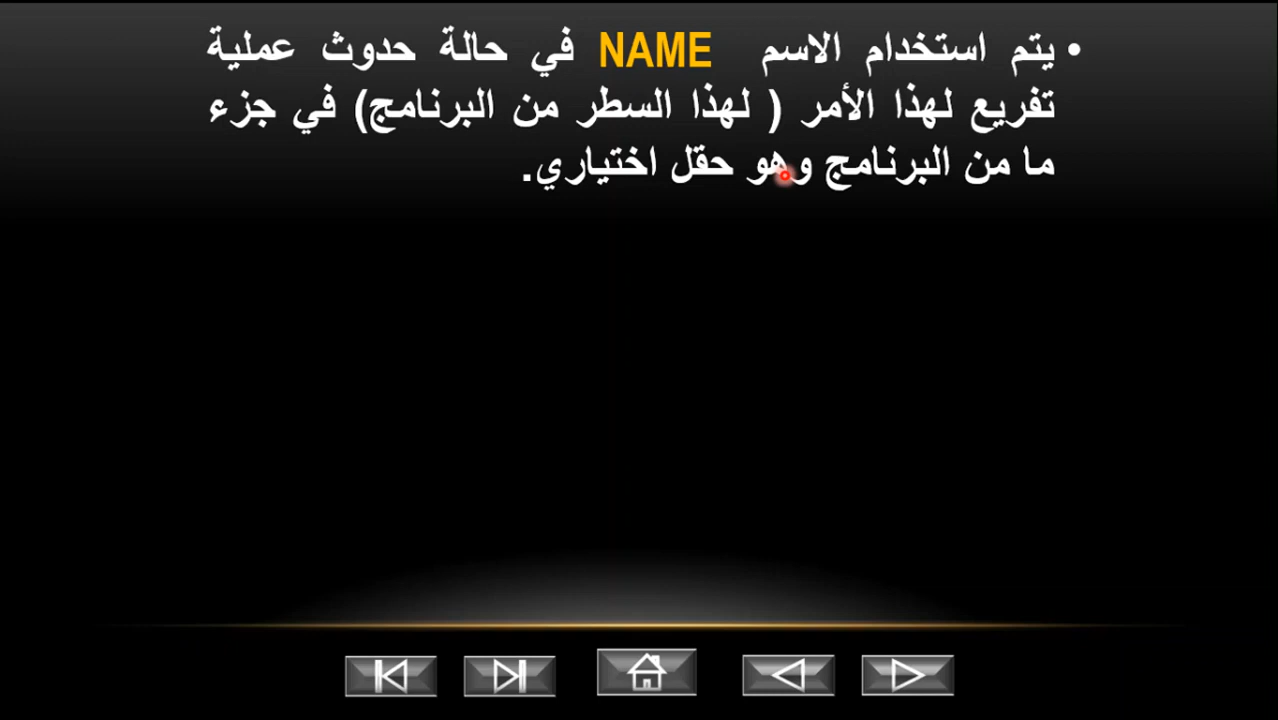 • يتم استخدام الاسم NAME في حالة حدوث عملية
تفريع لهذا الأمر ( لهذا السطر من البرنامج) في جزء
ما من البرنامج وهو حقل اختياري.